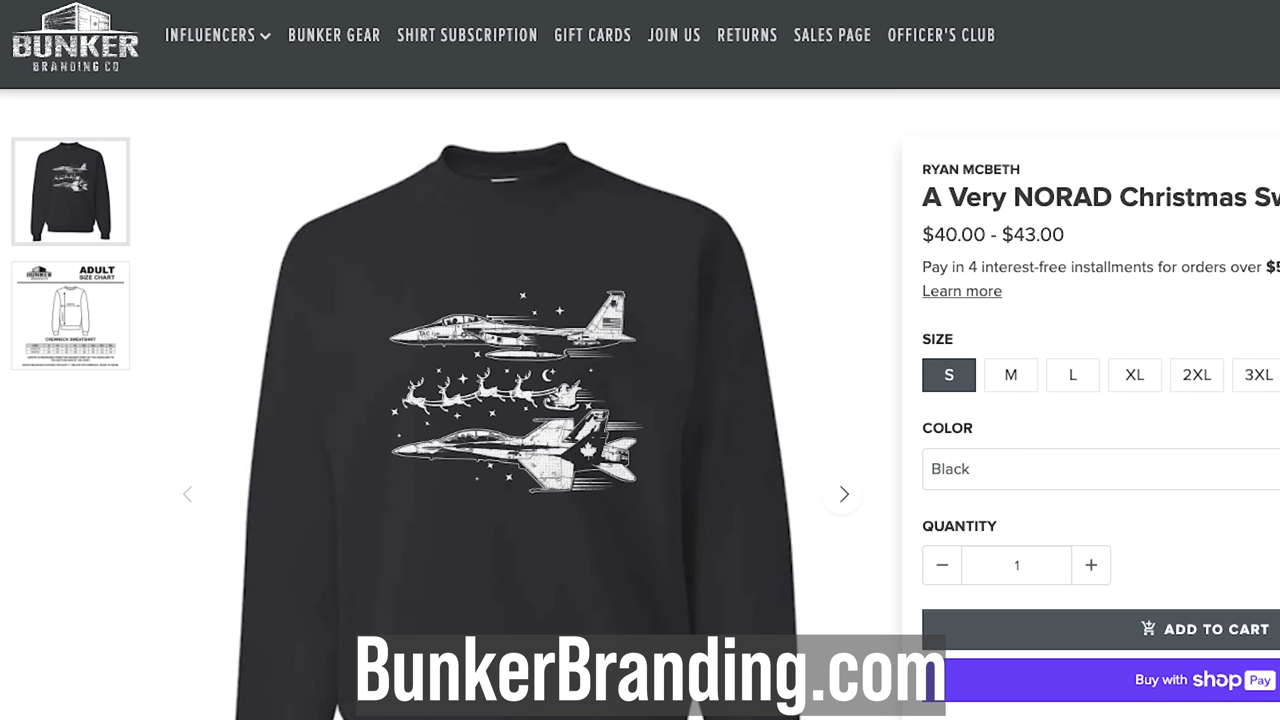 BUNKER
BRANDING CO
INFLUENCERS BUNKER GEAR SHIRT SUBSCRIPTION GIFT CARDS JOIN US RETURNS SALES PAGE OFFICER'S CLUB
BUNKER
ADULT
SIZE CHART
CREWNECK SWEATSHIRT
RYAN MCBETH
A Very NORAD Christmas Sw
$40.00 - $43.00
Pay in 4 interest-free installments for orders over $5
Learn more
SIZE
S M L XL 2XL 3XL
COLOR
Black
QUANTITY
− 1 +
ADD TO CART
Buy with shop Pay
BunkerBranding.com